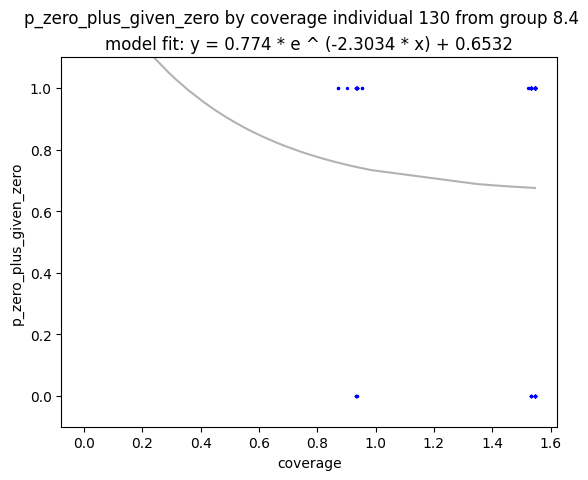 p_zero_plus_given_zero by coverage individual 130 from group 8.4
model fit: y = 0.774 * e ^ (-2.3034 * x) + 0.6532
1.0
0.8
0.6
0.4
0.2
0.0
p_zero_plus_given_zero
0.0 0.2 0.4 0.6 0.8 1.0 1.2 1.4 1.6
coverage